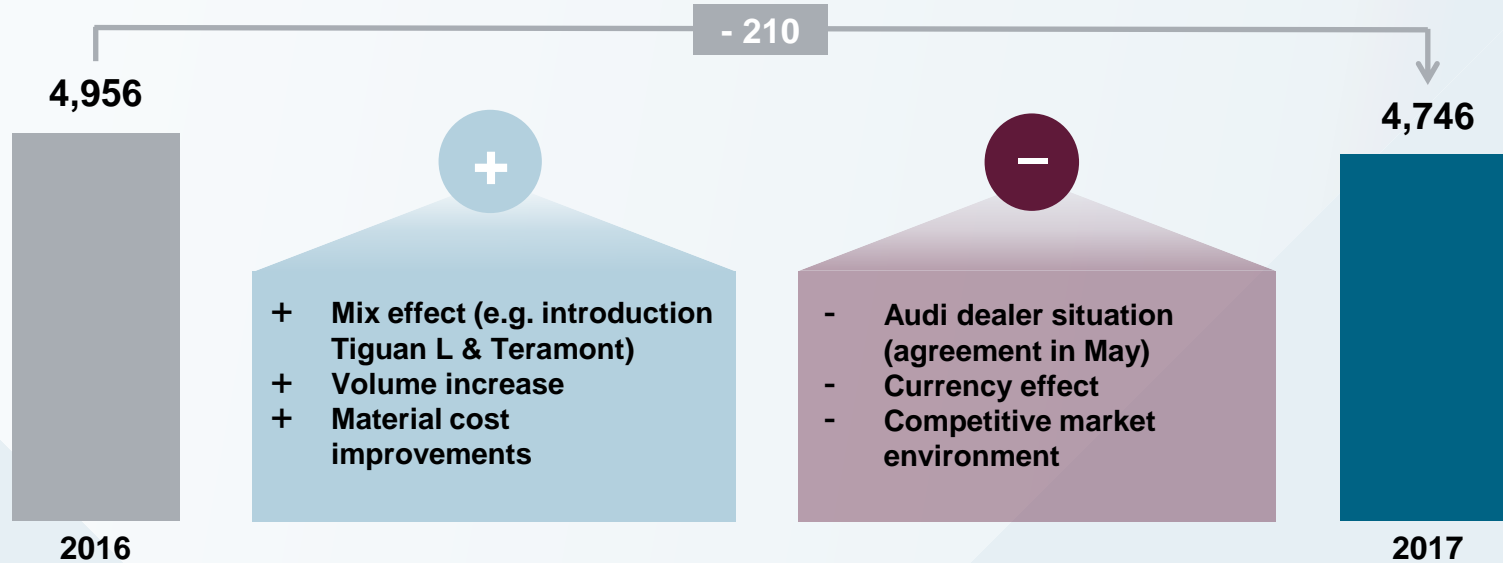 - 210
4,956
4,746
+
–
+ Mix effect (e.g. introduction
Tiguan L & Teramont)
+ Volume increase
+ Material cost
improvements
- Audi dealer situation
(agreement in May)
- Currency effect
- Competitive market
environment
2016
2017